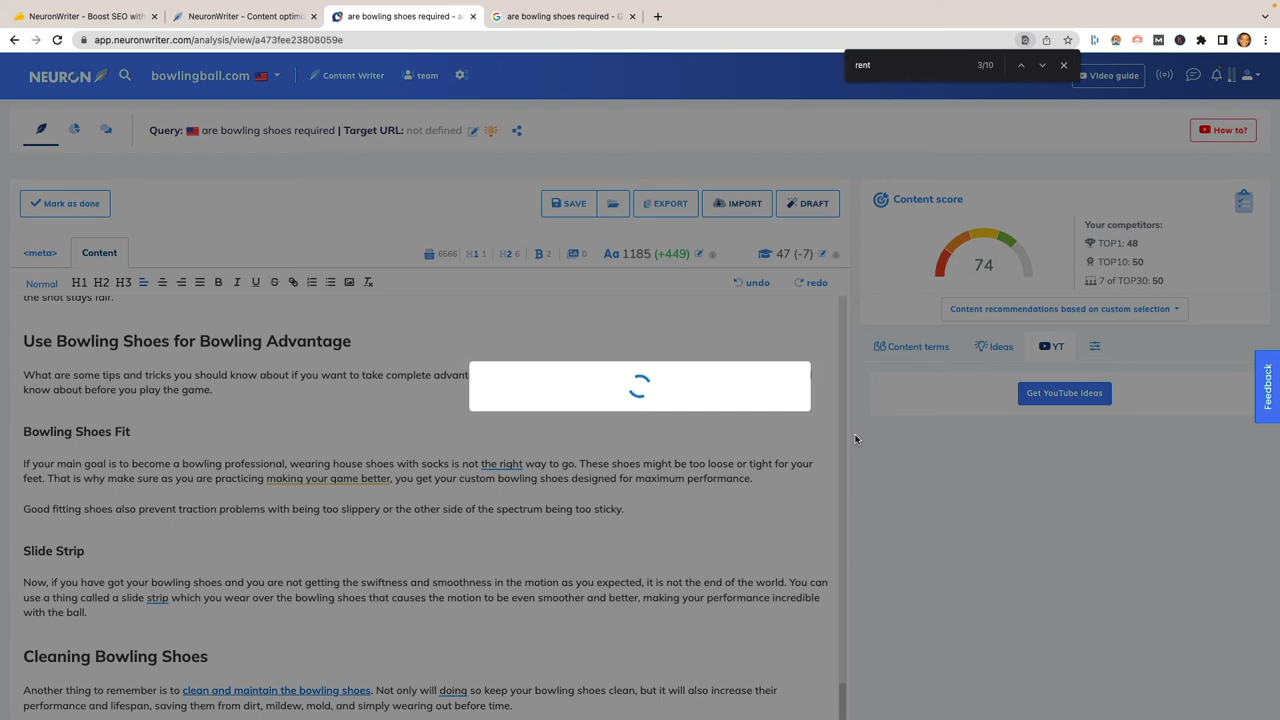 NeuronWriter - Boost SEO with
NeuronWriter - Content optimi
are bowling shoes required - a
are bowling shoes required - G
app.neuronwriter.com/analysis/view/a473fee23808059e
rent 3/10
NEURON
bowlingball.com
Content Writer
team
Video guide
Query: are bowling shoes required | Target URL: not defined
How to?
Mark as done
SAVE
EXPORT
IMPORT
DRAFT
<meta>
Content
6566 H1 1 H2 6 B 2 0 Aa 1185 (+449) 47 (-7)
Normal H1 H2 H3 B I U S
undo
redo
the shot stays fair.
Use Bowling Shoes for Bowling Advantage
What are some tips and tricks you should know about if you want to take complete advant
know about before you play the game.
Bowling Shoes Fit
If your main goal is to become a bowling professional, wearing house shoes with socks is not the right way to go. These shoes might be too loose or tight for your
feet. That is why make sure as you are practicing making your game better, you get your custom bowling shoes designed for maximum performance.
Good fitting shoes also prevent traction problems with being too slippery or the other side of the spectrum being too sticky.
Slide Strip
Now, if you have got your bowling shoes and you are not getting the swiftness and smoothness in the motion as you expected, it is not the end of the world. You can
use a thing called a slide strip which you wear over the bowling shoes that causes the motion to be even smoother and better, making your performance incredible
with the ball.
Cleaning Bowling Shoes
Another thing to remember is to clean and maintain the bowling shoes. Not only will doing so keep your bowling shoes clean, but it will also increase their
performance and lifespan, saving them from dirt, mildew, mold, and simply wearing out before time.
Content score
74
Your competitors:
TOP1: 48
TOP10: 50
7 of TOP30: 50
Content recommendations based on custom selection
Content terms
Ideas
YT
Get YouTube Ideas
Feedback